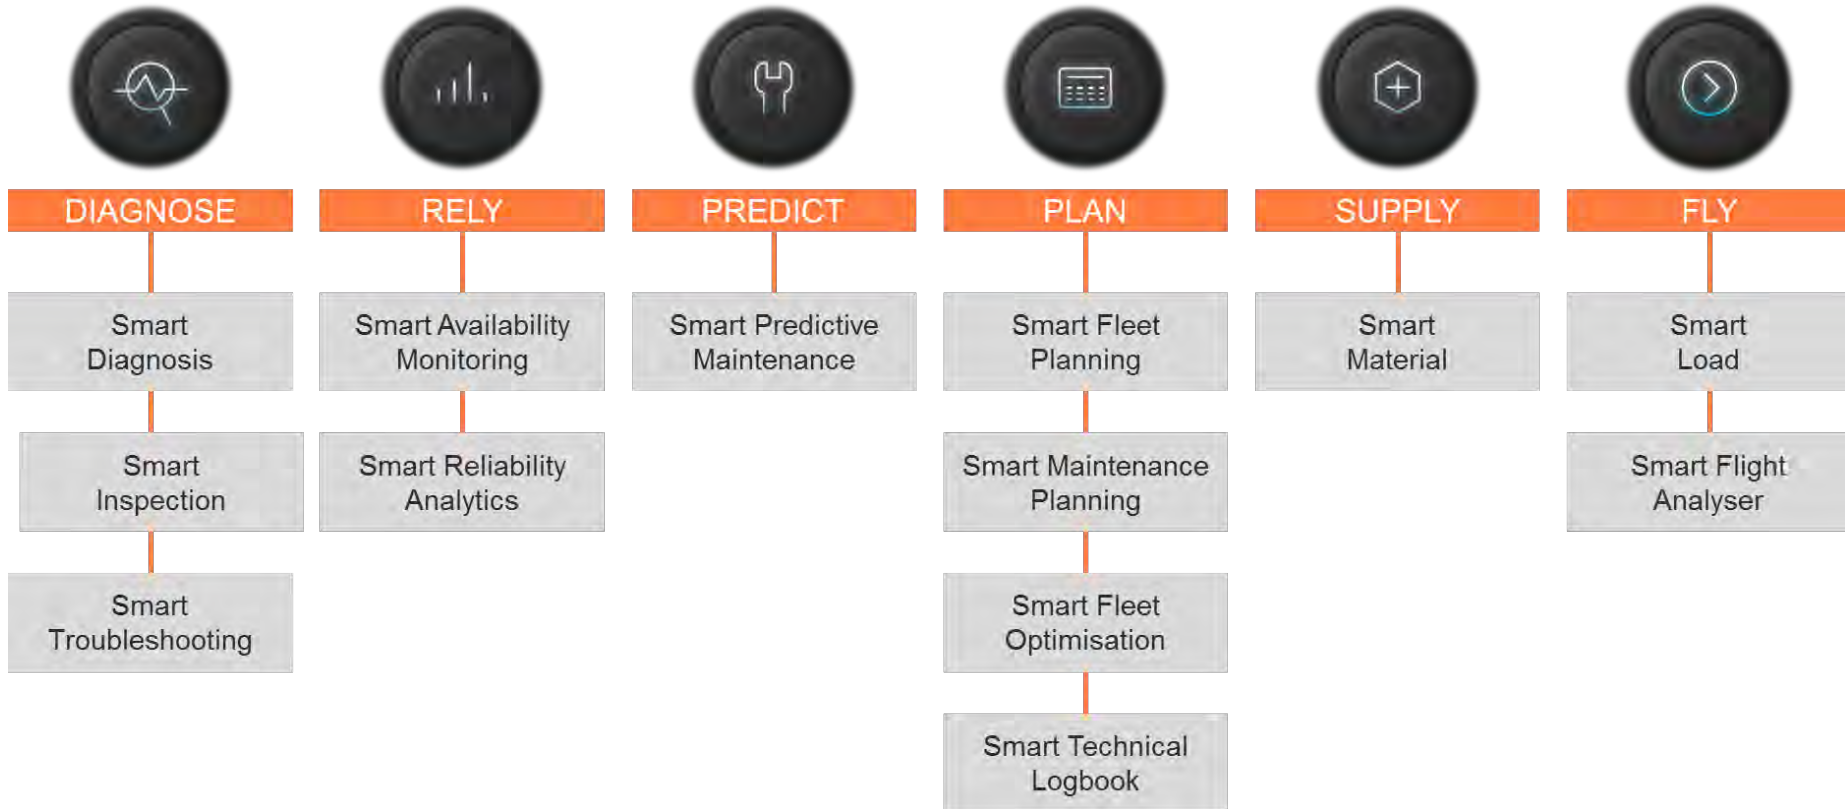 DIAGNOSE
Smart
Diagnosis
Smart
Inspection
Smart
Troubleshooting
RELY
Smart Availability
Monitoring
Smart Reliability
Analytics
PREDICT
Smart Predictive
Maintenance
PLAN
Smart Fleet
Planning
Smart Maintenance
Planning
Smart Fleet
Optimisation
Smart Technical
Logbook
SUPPLY
Smart
Material
FLY
Smart
Load
Smart Flight
Analyser